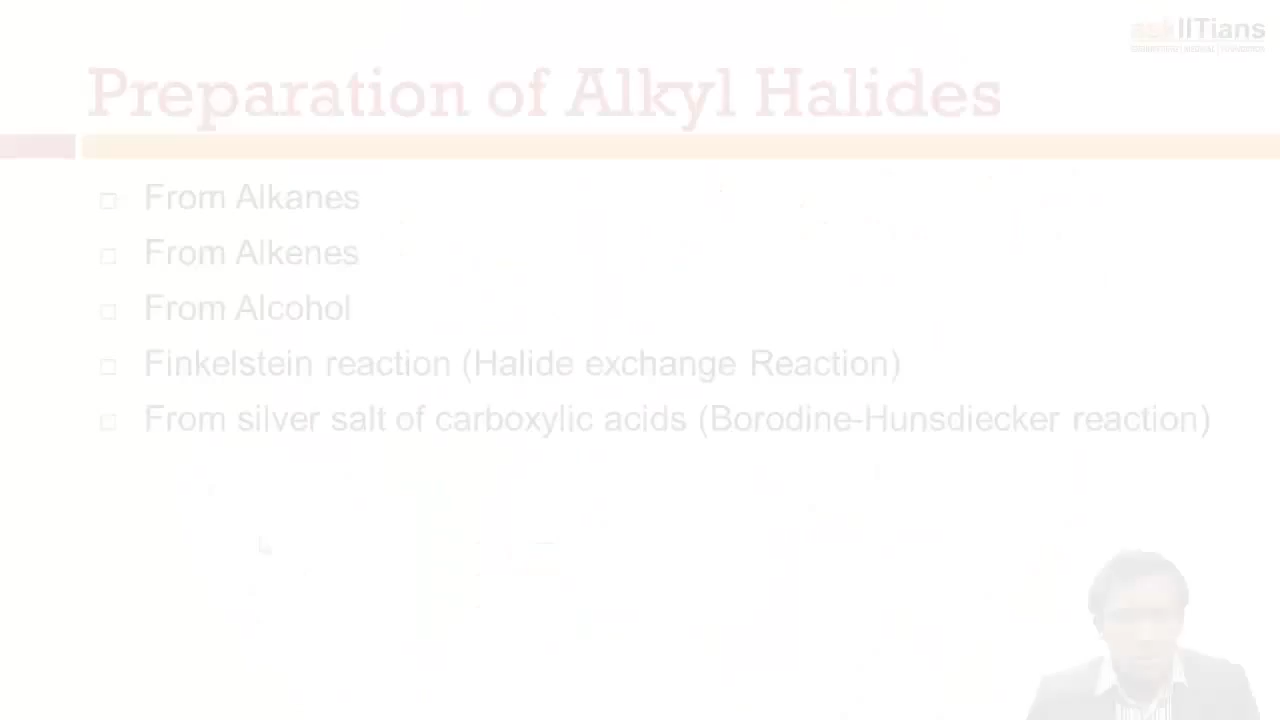 askIITians
Preparation of Alkyl Halides
From Alkanes
From Alkenes
From Alcohol
Finkelstein reaction (Halide exchange Reaction)
From silver salt of carboxylic acids (Borodine-Hunsdiecker reaction)